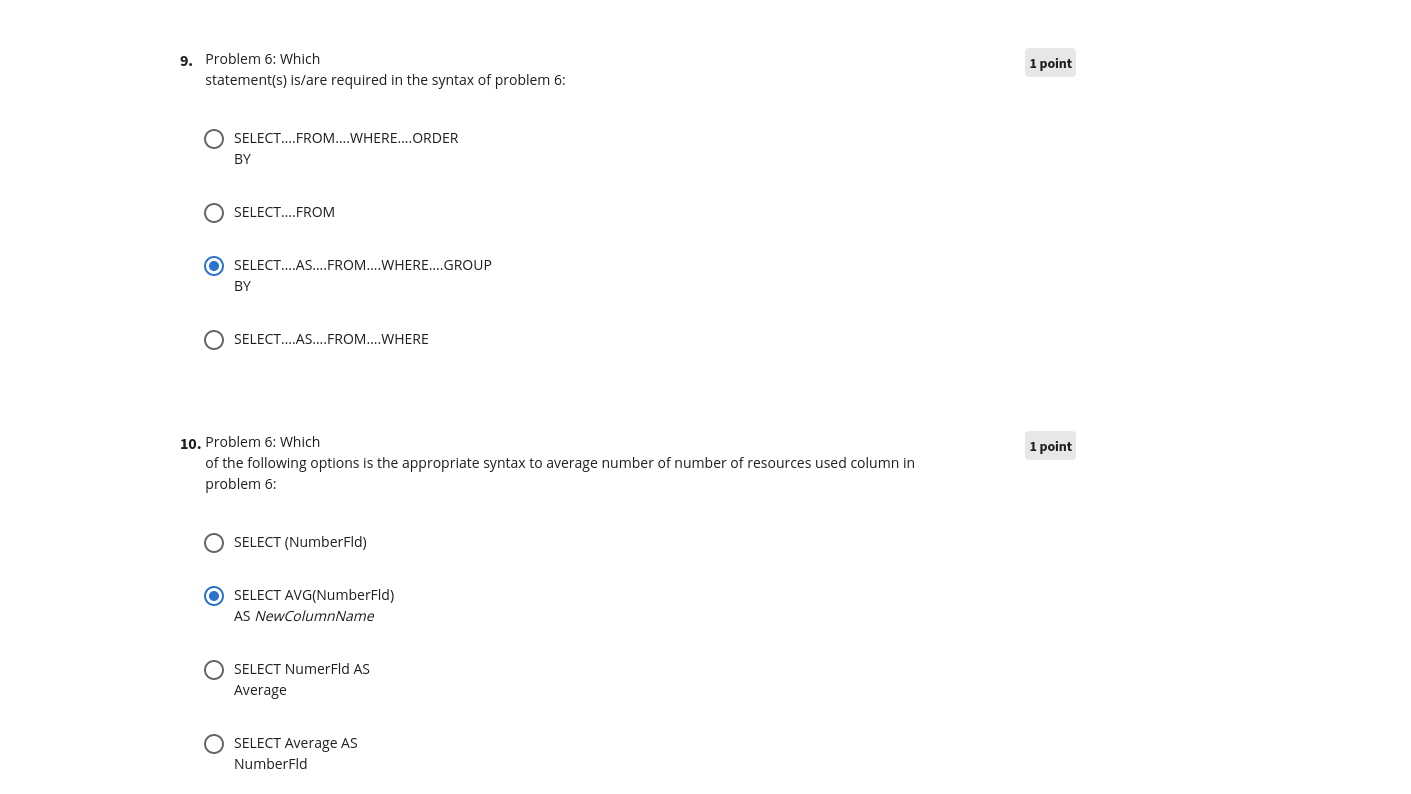 9. Problem 6: Which
1 point
statement(s) is/are required in the syntax of problem 6:
SELECT....FROM....WHERE....ORDER
BY
SELECT....FROM
SELECT....AS....FROM....WHERE....GROUP
BY
SELECT....AS....FROM....WHERE
10. Problem 6: Which
1 point
of the following options is the appropriate syntax to average number of number of resources used column in
problem 6:
SELECT (NumberFld)
SELECT AVG(NumberFld)
AS NewColumnName
SELECT NumerFld AS
Average
SELECT Average AS
NumberFld